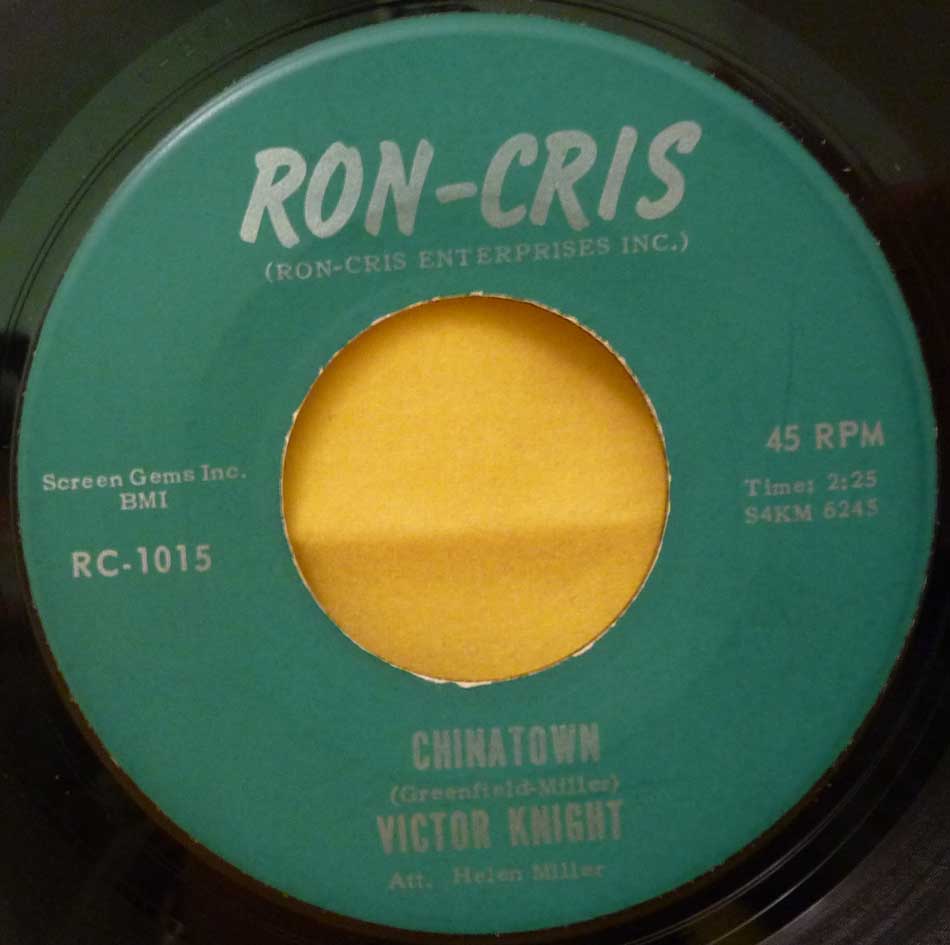 RON-CRIS
(RON-CRIS ENTERPRISES INC.)
Screen Gems Inc.
BMI
RC-1015
45 RPM
Time: 2:25
S4KM 6245
CHINATOWN
(Greenfield-Miller)
VICTOR KNIGHT
Att. Helen Miller